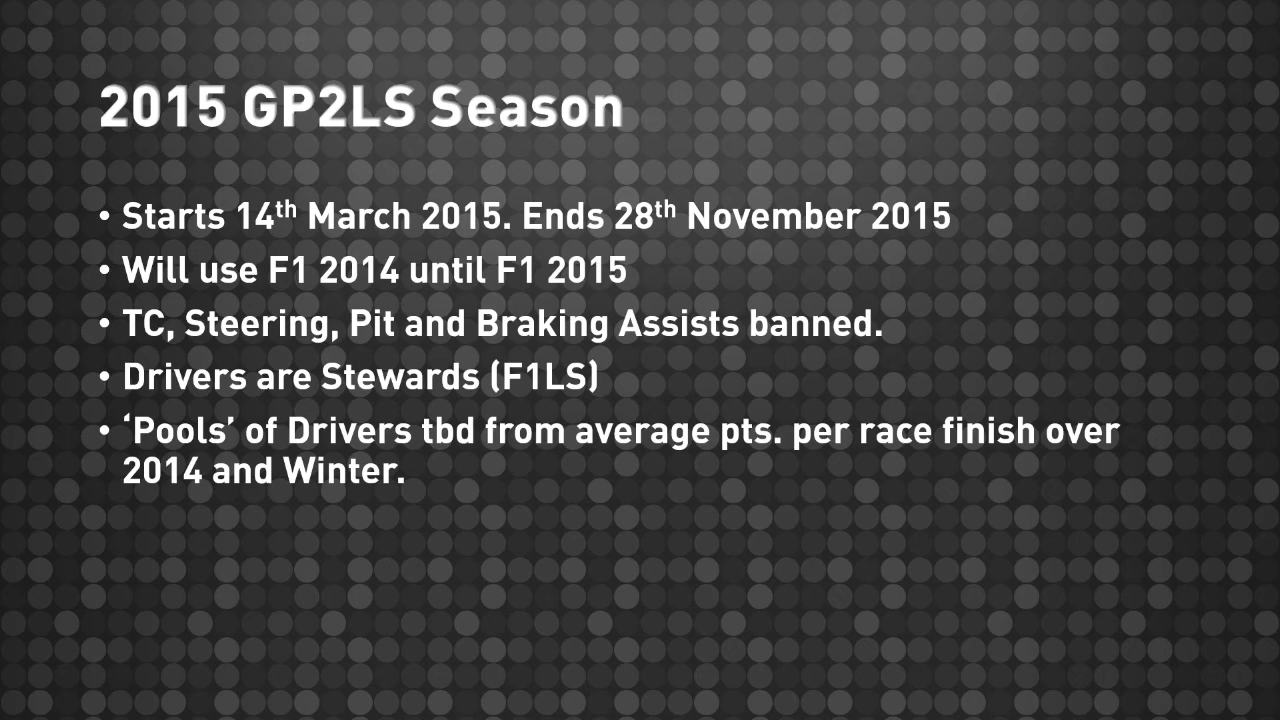 2015 GP2LS Season
• Starts 14th March 2015. Ends 28th November 2015
• Will use F1 2014 until F1 2015
• TC, Steering, Pit and Braking Assists banned.
• Drivers are Stewards (F1LS)
• ‘Pools’ of Drivers tbd from average pts. per race finish over
2014 and Winter.